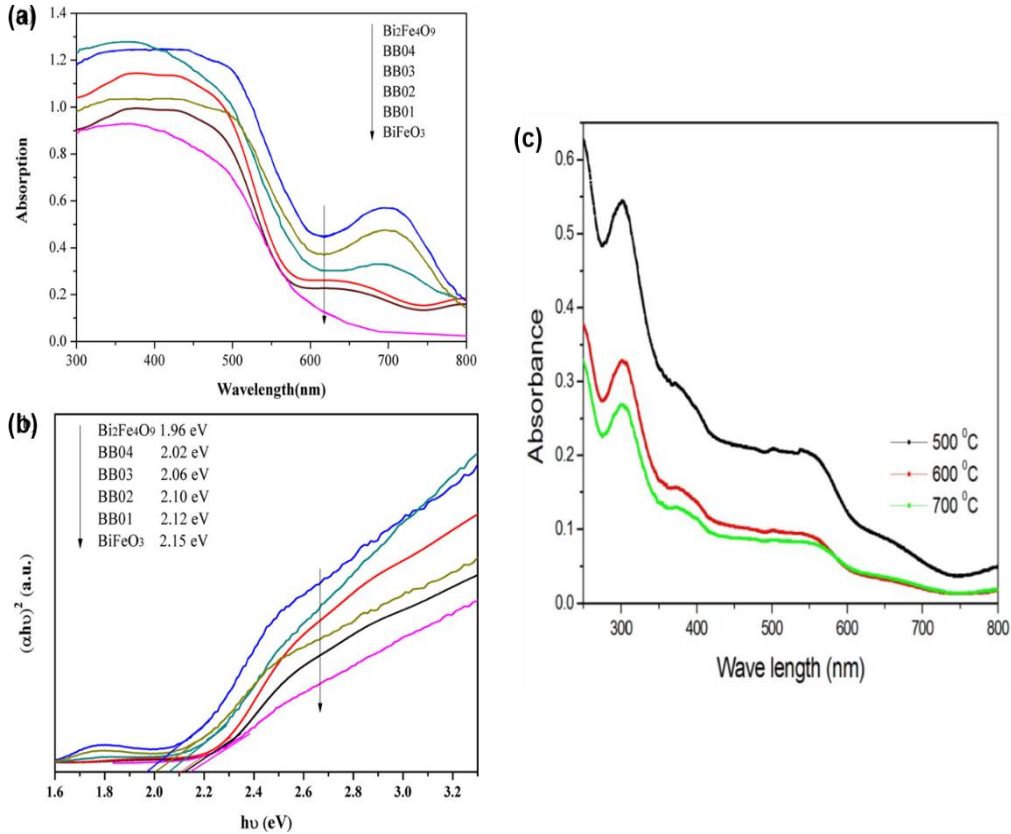 (a)
1.4
1.2
1.0
0.8
0.6
0.4
0.2
0.0
Absorption
Bi2Fe4O9
BB04
BB03
BB02
BB01
BiFeO3
300 400 500 600 700 800
Wavelength(nm)
(b)
(αhυ)2 (a.u.)
Bi2Fe4O9 1.96 eV
BB04 2.02 eV
BB03 2.06 eV
BB02 2.10 eV
BB01 2.12 eV
BiFeO3 2.15 eV
1.6 1.8 2.0 2.2 2.4 2.6 2.8 3.0 3.2
hυ (eV)
(c)
0.6
0.5
0.4
0.3
0.2
0.1
0.0
Absorbance
500 0C
600 0C
700 0C
300 400 500 600 700 800
Wave length (nm)